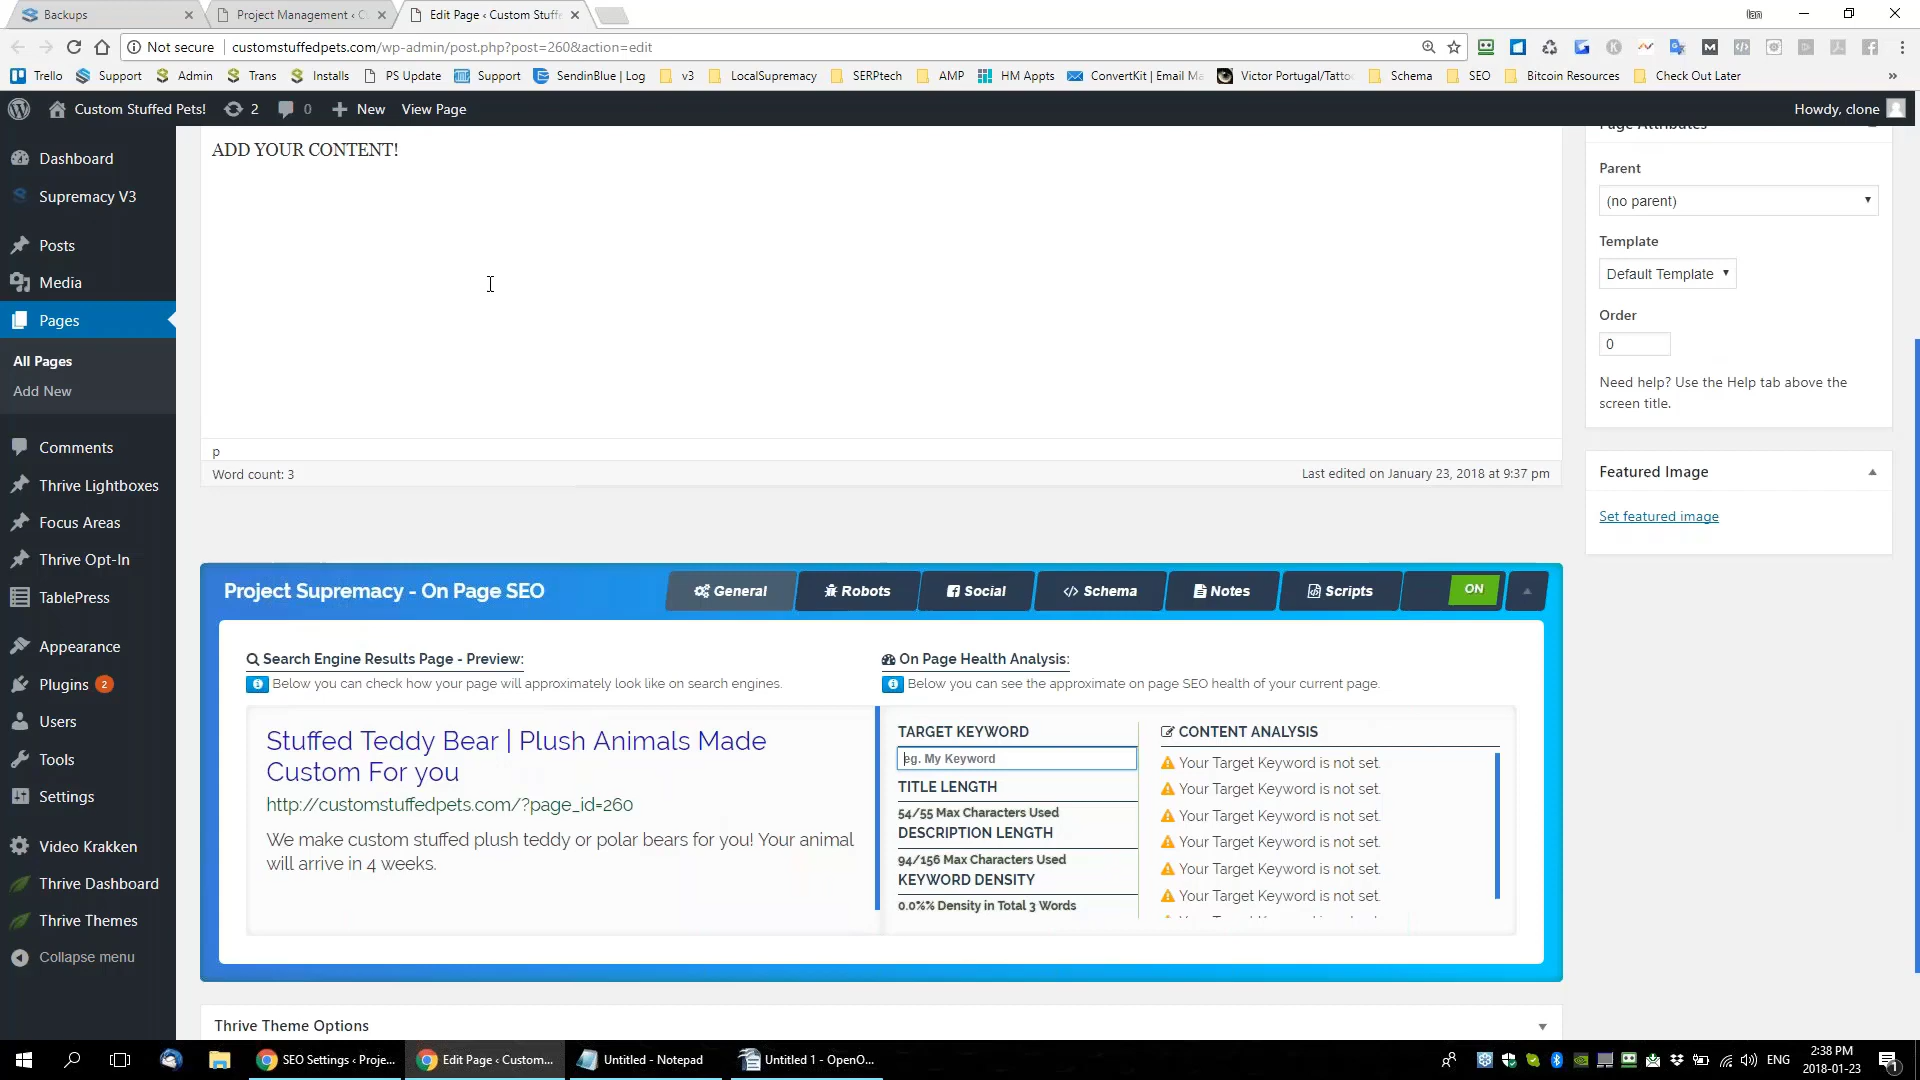 Backups
Project Management ‹ C
Edit Page ‹ Custom Stuff
Ian
Not secure
customstuffedpets.com/wp-admin/post.php?post=260&action=edit
Trello
Support
Admin
Trans
Installs
PS Update
Support
SendinBlue | Log
v3
LocalSupremacy
SERPtech
AMP
HM Appts
ConvertKit | Email Ma
Victor Portugal/Tatto
Schema
SEO
Bitcoin Resources
Check Out Later
»
Custom Stuffed Pets!
2
0
New
View Page
Howdy, clone
Dashboard
Supremacy V3
Posts
Media
Pages
All Pages
Add New
Comments
Thrive Lightboxes
Focus Areas
Thrive Opt-In
TablePress
Appearance
Plugins 2
Users
Tools
Settings
Video Krakken
Thrive Dashboard
Thrive Themes
Collapse menu
ADD YOUR CONTENT!
p
Word count: 3
Last edited on January 23, 2018 at 9:37 pm
Page Attributes
Parent
(no parent)
Template
Default Template
Order
0
Need help? Use the Help tab above the
screen title.
Featured Image
Set featured image
Project Supremacy - On Page SEO
General
Robots
Social
Schema
Notes
Scripts
ON
Search Engine Results Page - Preview:
Below you can check how your page will approximately look like on search engines.
Stuffed Teddy Bear | Plush Animals Made
Custom For you
http://customstuffedpets.com/?page_id=260
We make custom stuffed plush teddy or polar bears for you! Your animal
will arrive in 4 weeks.
On Page Health Analysis:
Below you can see the approximate on page SEO health of your current page.
TARGET KEYWORD
eg. My Keyword
TITLE LENGTH
54/55 Max Characters Used
DESCRIPTION LENGTH
94/156 Max Characters Used
KEYWORD DENSITY
0.0%% Density in Total 3 Words
CONTENT ANALYSIS
Your Target Keyword is not set.
Your Target Keyword is not set.
Your Target Keyword is not set.
Your Target Keyword is not set.
Your Target Keyword is not set.
Your Target Keyword is not set.
Thrive Theme Options
SEO Settings ‹ Proje...
Edit Page ‹ Custom...
Untitled - Notepad
Untitled 1 - OpenO...
ENG
2:38 PM
2018-01-23
1